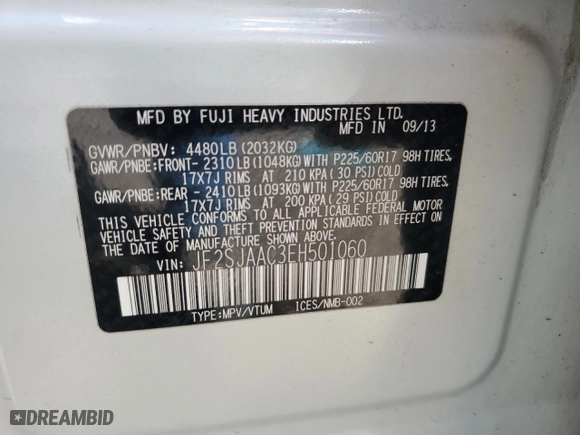 MFD BY FUJI HEAVY INDUSTRIES LTD.
MFD IN 09/13
GVWR/PNBV: 4480LB (2032KG)
GAWR/PNBE:FRONT- 2310LB (1048KG) WITH P225/60R17 98H TIRES,
17X7J RIMS AT 210 KPA ( 30 PSI) COLD
GAWR/PNBE:REAR - 2410LB (1093KG) WITH P225/60R17 98H TIRES,
17X7J RIMS AT 200 KPA ( 29 PSI) COLD
THIS VEHICLE CONFORMS TO ALL APPLICABLE FEDERAL MOTOR
VEHICLE SAFETY AND THEFT PREVENTION STANDARDS IN EFFECT ON
THE DATE OF MANUFACTURE SHOWN ABOVE.
VIN: JF2SJAAC3EH501060
TYPE:MPV/VTUM ICES/NMB-002
DREAMBID